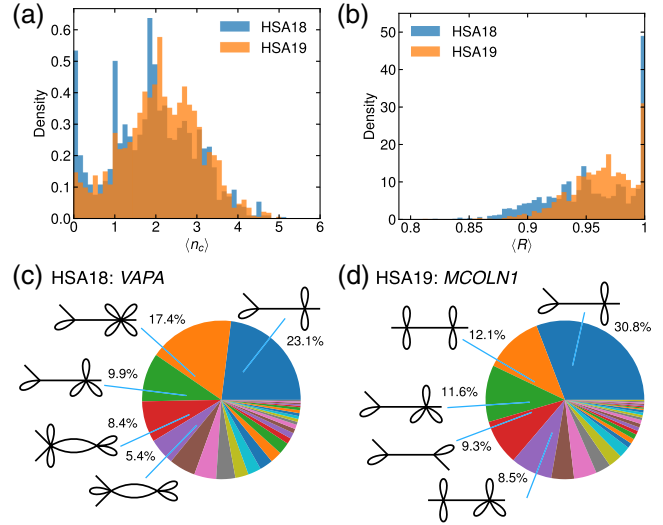 (a)
HSA18
HSA19
Density
0.6
0.5
0.4
0.3
0.2
0.1
0.0
0 1 2 3 4 5 6
⟨n_c⟩
(b)
HSA18
HSA19
Density
50
40
30
20
10
0
0.8 0.85 0.9 0.95 1
⟨R⟩
(c) HSA18: VAPA
17.4%
23.1%
9.9%
8.4%
5.4%
(d) HSA19: MCOLN1
30.8%
12.1%
11.6%
9.3%
8.5%